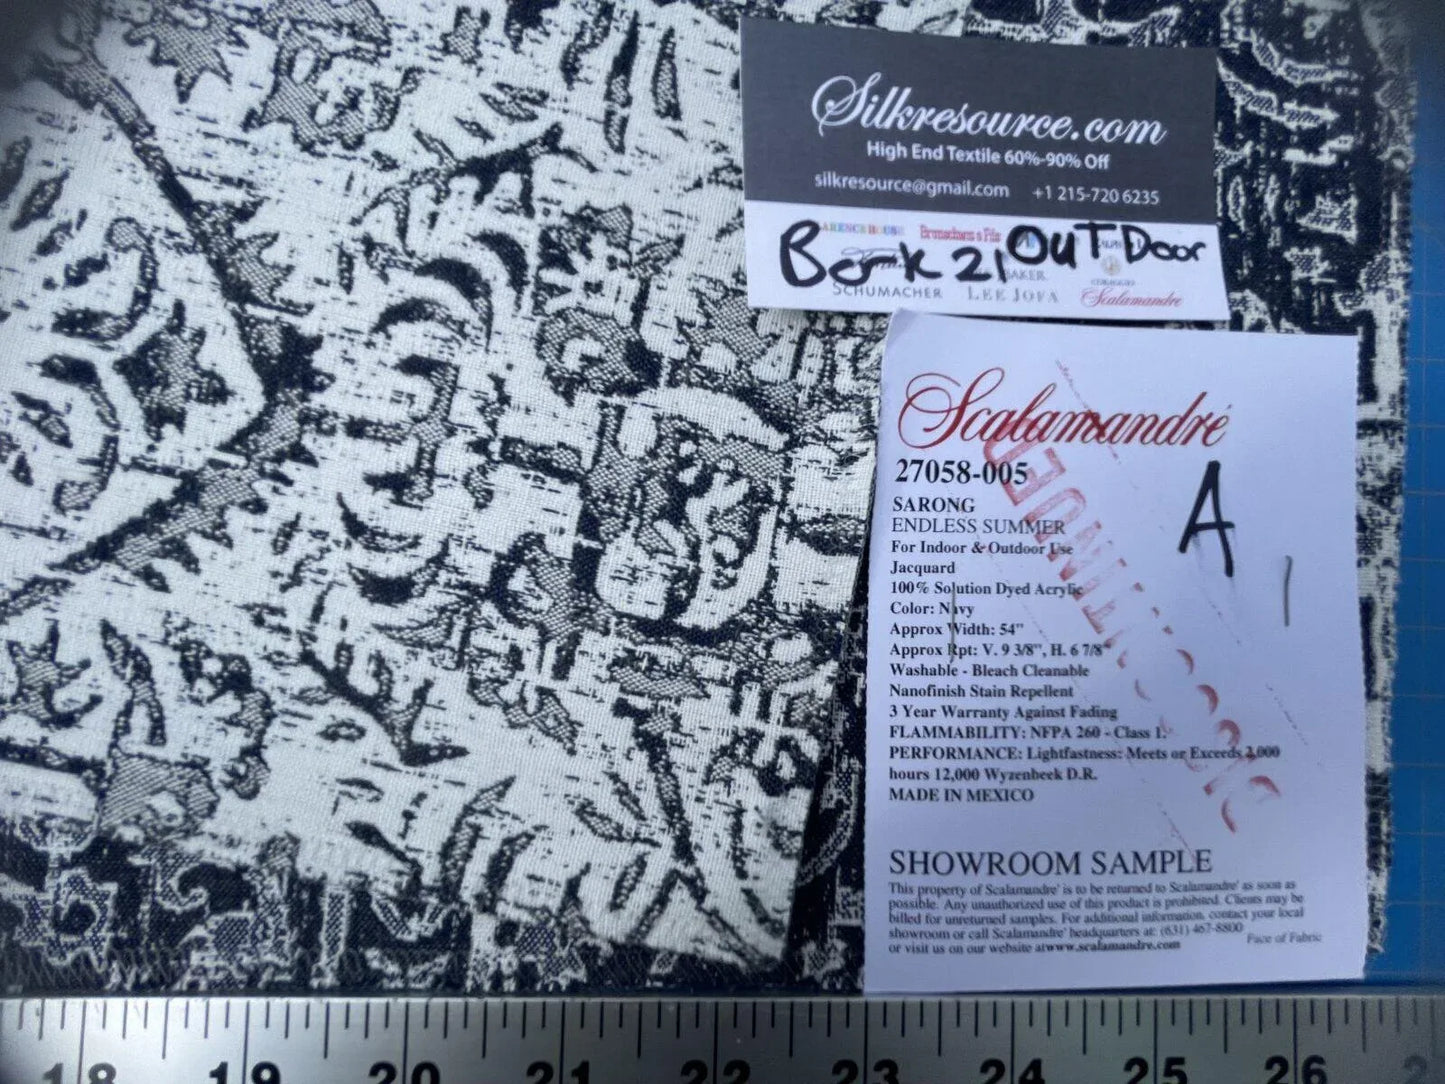 Silkresource.com
High End Textile 60%-90% Off
silkresource@gmail.com +1 215-720 6235
Brunschwig & Fils
Bark 21 OUTDoor
BAKER
SCHUMACHER LEE JOFA Scalamandre
Scalamandré
27058-005
A
SARONG
ENDLESS SUMMER
For Indoor & Outdoor Use
Jacquard
100% Solution Dyed Acrylic
Color: Navy
Approx Width: 54"
Approx Rpt: V. 9 3/8", H. 6 7/8"
Washable - Bleach Cleanable
Nanofinish Stain Repellent
3 Year Warranty Against Fading
FLAMMABILITY: NFPA 260 - Class 1.
PERFORMANCE: Lightfastness: Meets or Exceeds 2,000
hours 12,000 Wyzenbeek D.R.
MADE IN MEXICO
DISCONTINUED
SHOWROOM SAMPLE
This property of Scalamandre' is to be returned to Scalamandre' as soon as
possible. Any unauthorized use of this product is prohibited. Clients may be
billed for unreturned samples. For additional information, contact your local
showroom or call Scalamandre' headquarters at: (631) 467-8800
or visit us on our website at www.scalamandre.com
Face of Fabric
18 19 20 21 22 23 24 25 26